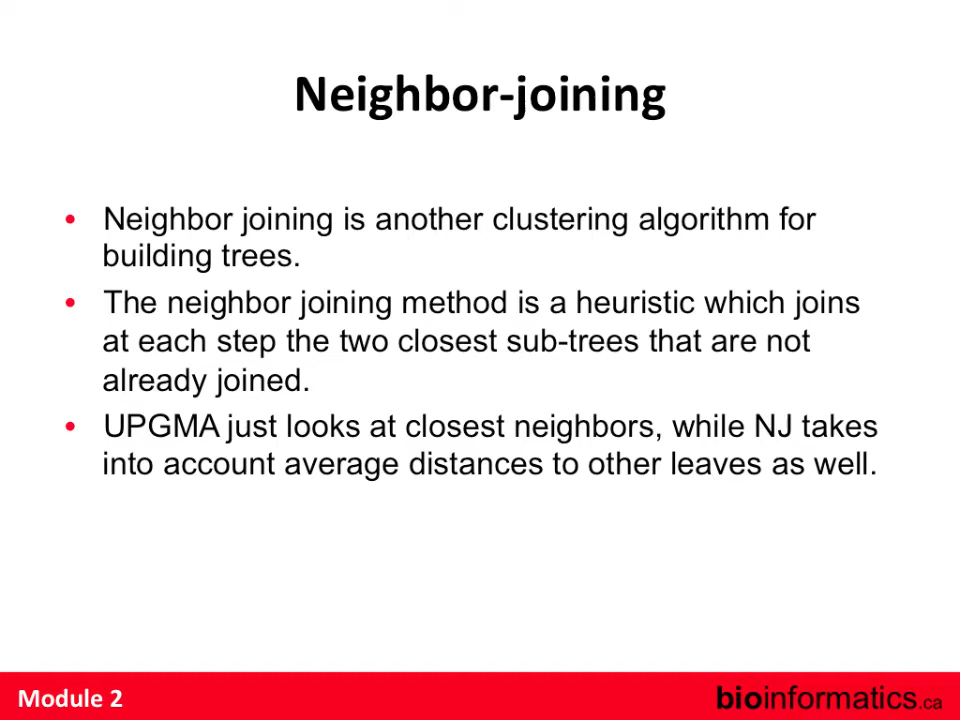 Neighbor-joining
• Neighbor joining is another clustering algorithm for
building trees.
• The neighbor joining method is a heuristic which joins
at each step the two closest sub-trees that are not
already joined.
• UPGMA just looks at closest neighbors, while NJ takes
into account average distances to other leaves as well.
Module 2
bioinformatics.ca